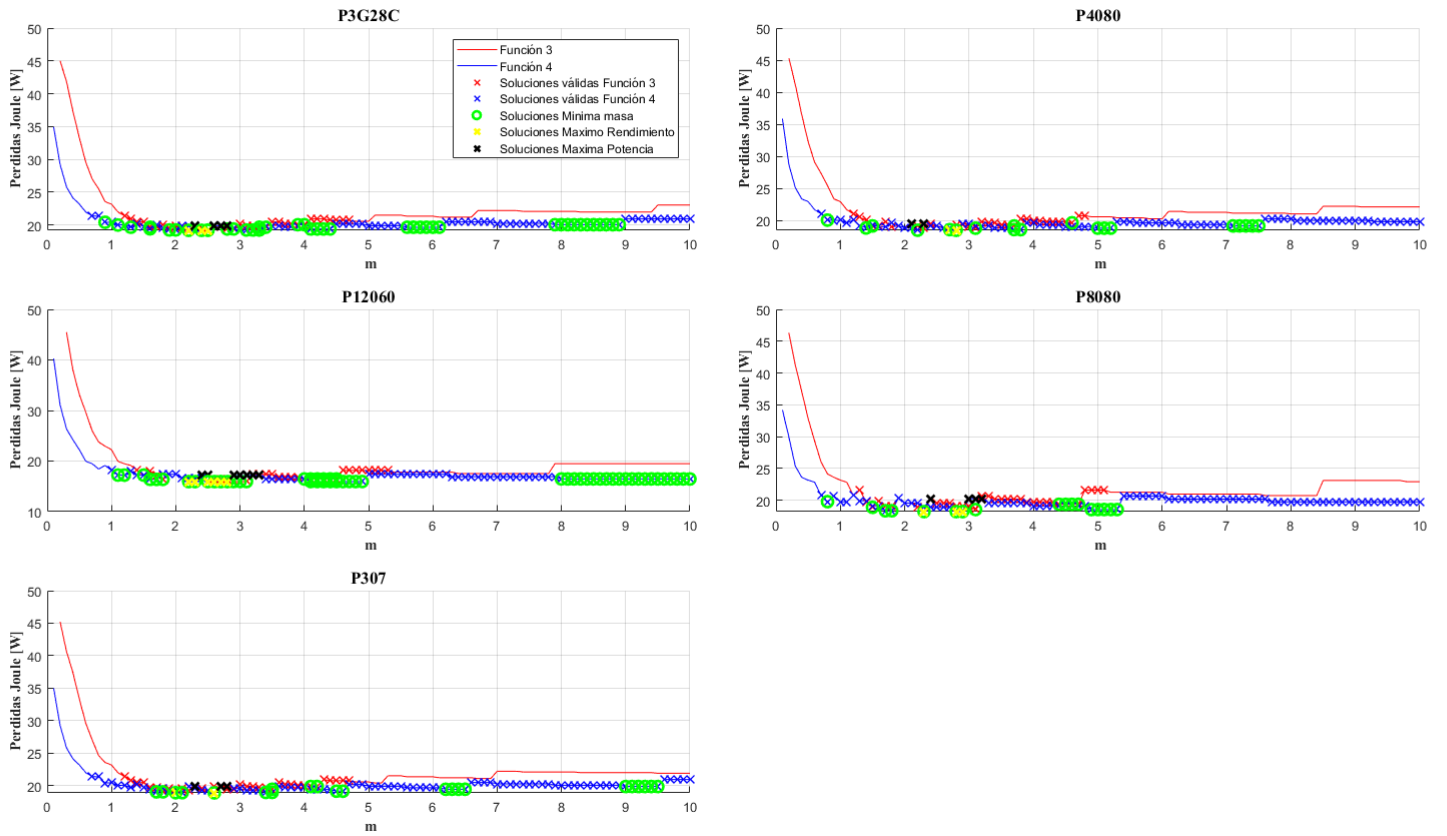 P3G28C
50
45
40
35
30
25
20
Perdidas Joule [W]
0 1 2 3 4 5 6 7 8 9 10
m
Función 3
Función 4
Soluciones válidas Función 3
Soluciones válidas Función 4
Soluciones Minima masa
Soluciones Maximo Rendimiento
Soluciones Maxima Potencia
P4080
50
45
40
35
30
25
20
Perdidas Joule [W]
0 1 2 3 4 5 6 7 8 9 10
m
P12060
50
40
30
20
10
Perdidas Joule [W]
0 1 2 3 4 5 6 7 8 9 10
m
P8080
50
45
40
35
30
25
20
Perdidas Joule [W]
0 1 2 3 4 5 6 7 8 9 10
m
P307
50
45
40
35
30
25
20
Perdidas Joule [W]
0 1 2 3 4 5 6 7 8 9 10
m